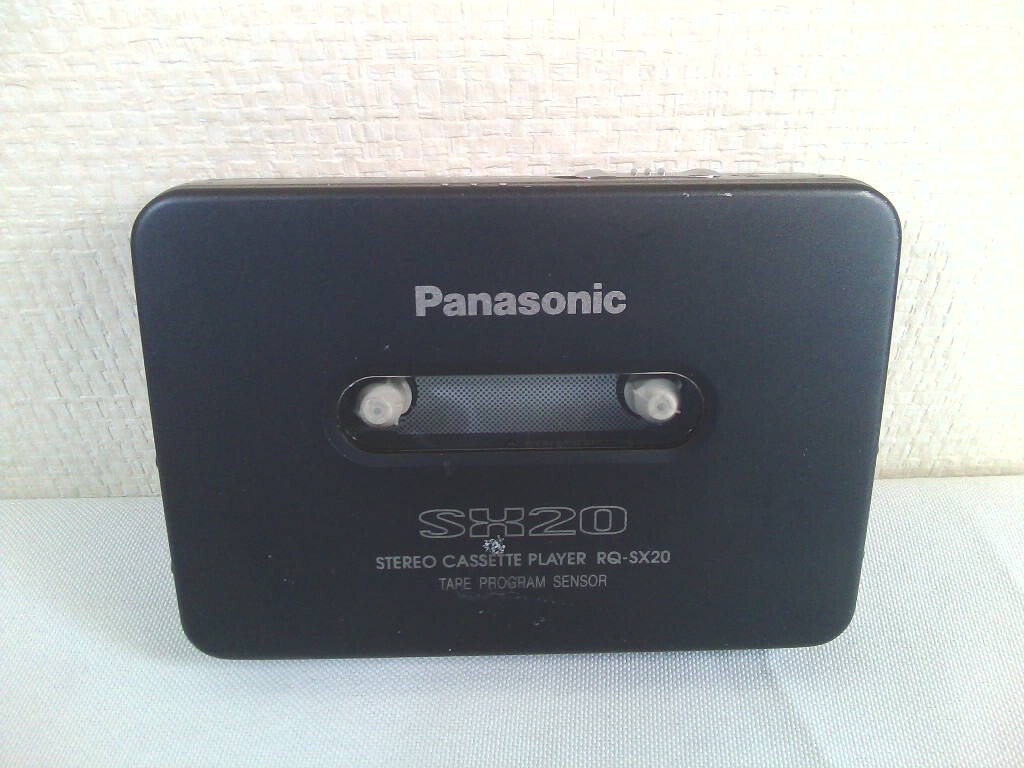 Panasonic
SX20
STEREO CASSETTE PLAYER RQ-SX20
TAPE PROGRAM SENSOR